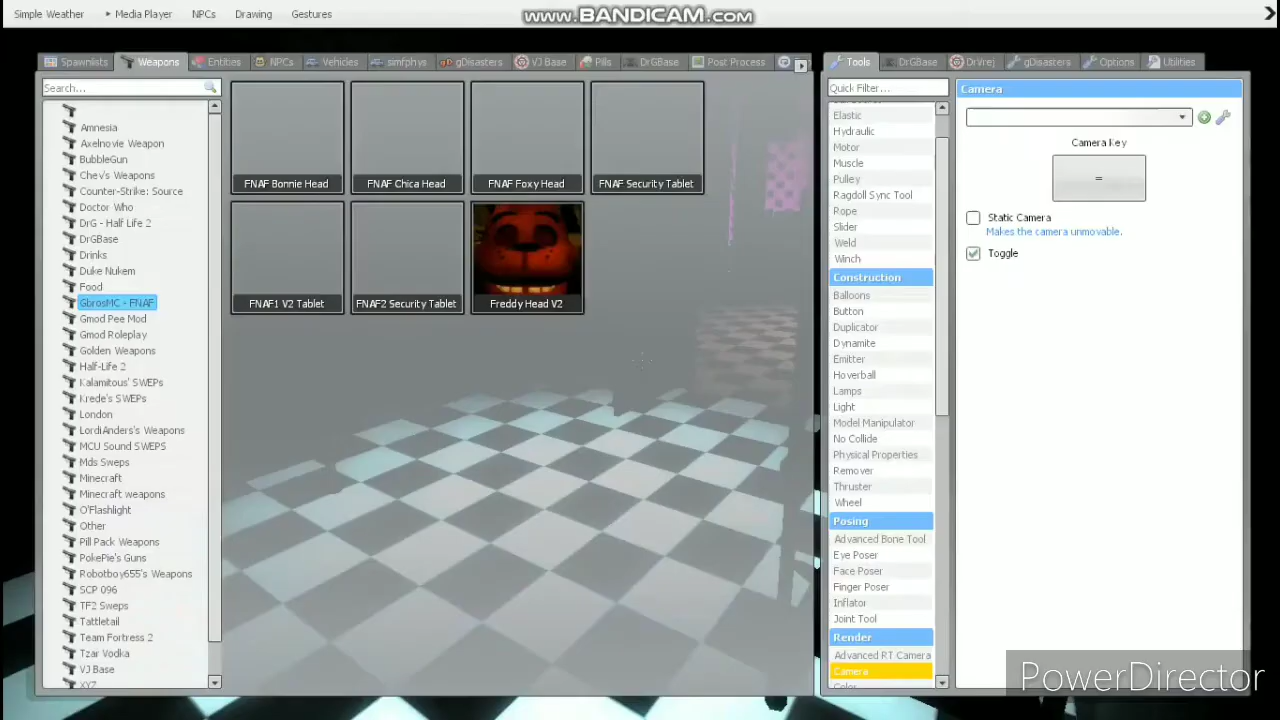 Simple Weather
Media Player
NPCs
Drawing
Gestures
www.BANDICAM.com
Spawnlists
Weapons
Entities
NPCs
Vehicles
simfphys
gDisasters
VJ Base
Pills
DrGBase
Post Process
Search...
Amnesia
Axelnovie Weapon
BubbleGun
Chev's Weapons
Counter-Strike: Source
Doctor Who
DrG - Half Life 2
DrGBase
Drinks
Duke Nukem
Food
GbrosMC - FNAF
Gmod Pee Mod
Gmod Roleplay
Golden Weapons
Half-Life 2
Kalamitous' SWEPs
Krede's SWEPs
London
LordiAnders's Weapons
MCU Sound SWEPS
Mds Sweps
Minecraft
Minecraft weapons
O'Flashlight
Other
Pill Pack Weapons
PokePie's Guns
Robotboy655's Weapons
SCP 096
TF2 Sweps
Tattletail
Team Fortress 2
Tzar Vodka
VJ Base
XYZ
FNAF Bonnie Head
FNAF Chica Head
FNAF Foxy Head
FNAF Security Tablet
FNAF1 V2 Tablet
FNAF2 Security Tablet
Freddy Head V2
Tools
DrGBase
DrVrej
gDisasters
Options
Utilities
Quick Filter...
Elastic
Hydraulic
Motor
Muscle
Pulley
Ragdoll Sync Tool
Rope
Slider
Weld
Winch
Construction
Balloons
Button
Duplicator
Dynamite
Emitter
Hoverball
Lamps
Light
Model Manipulator
No Collide
Physical Properties
Remover
Thruster
Wheel
Posing
Advanced Bone Tool
Eye Poser
Face Poser
Finger Poser
Inflator
Joint Tool
Render
Advanced RT Camera
Camera
Color
Camera
Camera Key
=
Static Camera
Makes the camera unmovable.
Toggle
PowerDirector